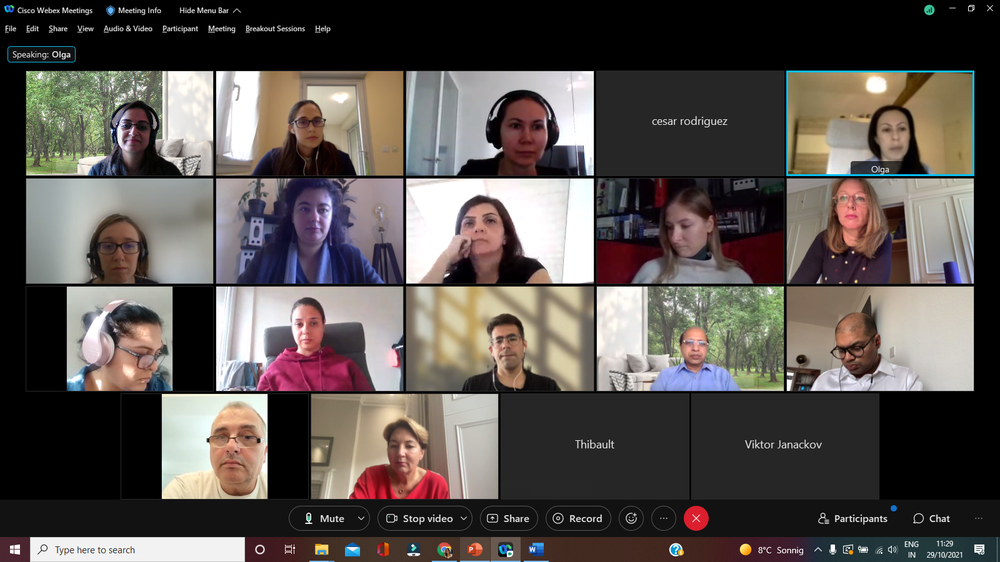 Cisco Webex Meetings
Meeting Info
Hide Menu Bar
File Edit Share View Audio & Video Participant Meeting Breakout Sessions Help
Speaking: Olga
cesar rodriguez
Olga
Thibault
Viktor Janackov
Mute
Stop video
Share
Record
Participants
Chat
Type here to search
8°C Sonnig
ENG
IN
11:29
29/10/2021